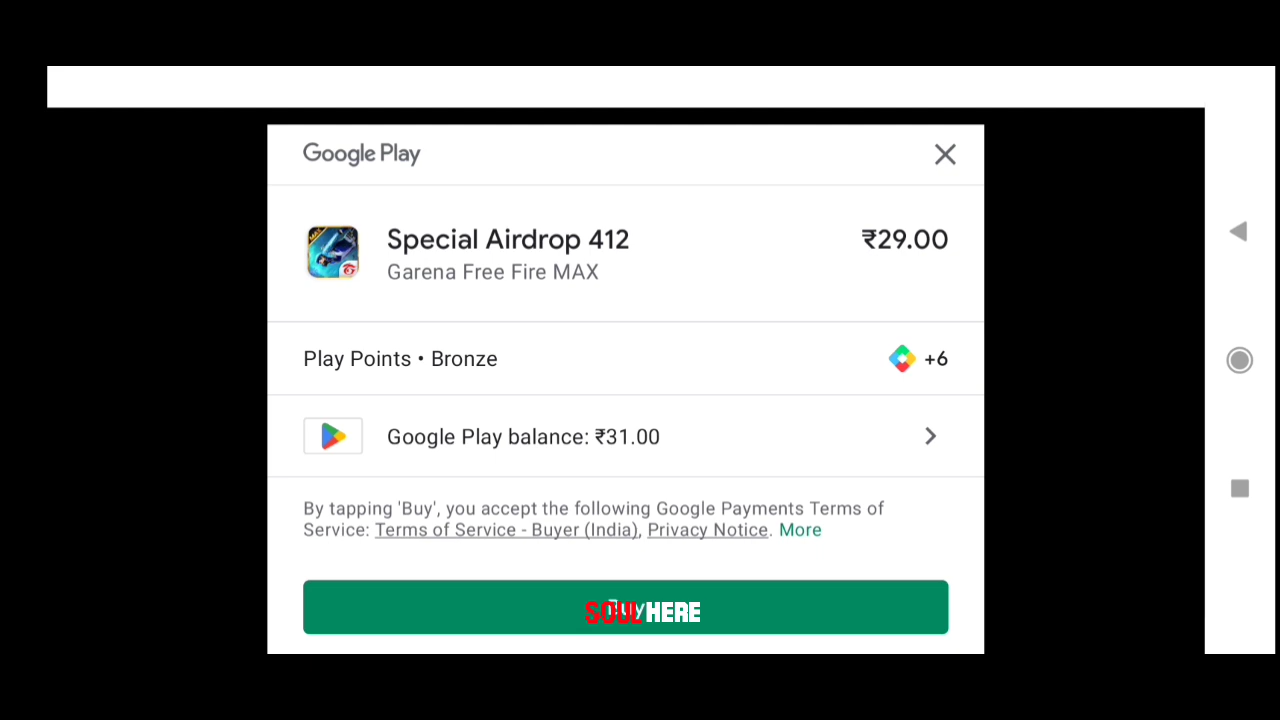 Google Play
Special Airdrop 412
₹29.00
Garena Free Fire MAX
Play Points • Bronze
+6
Google Play balance: ₹31.00
By tapping 'Buy', you accept the following Google Payments Terms of
Service: Terms of Service - Buyer (India), Privacy Notice. More
SOUL HERE